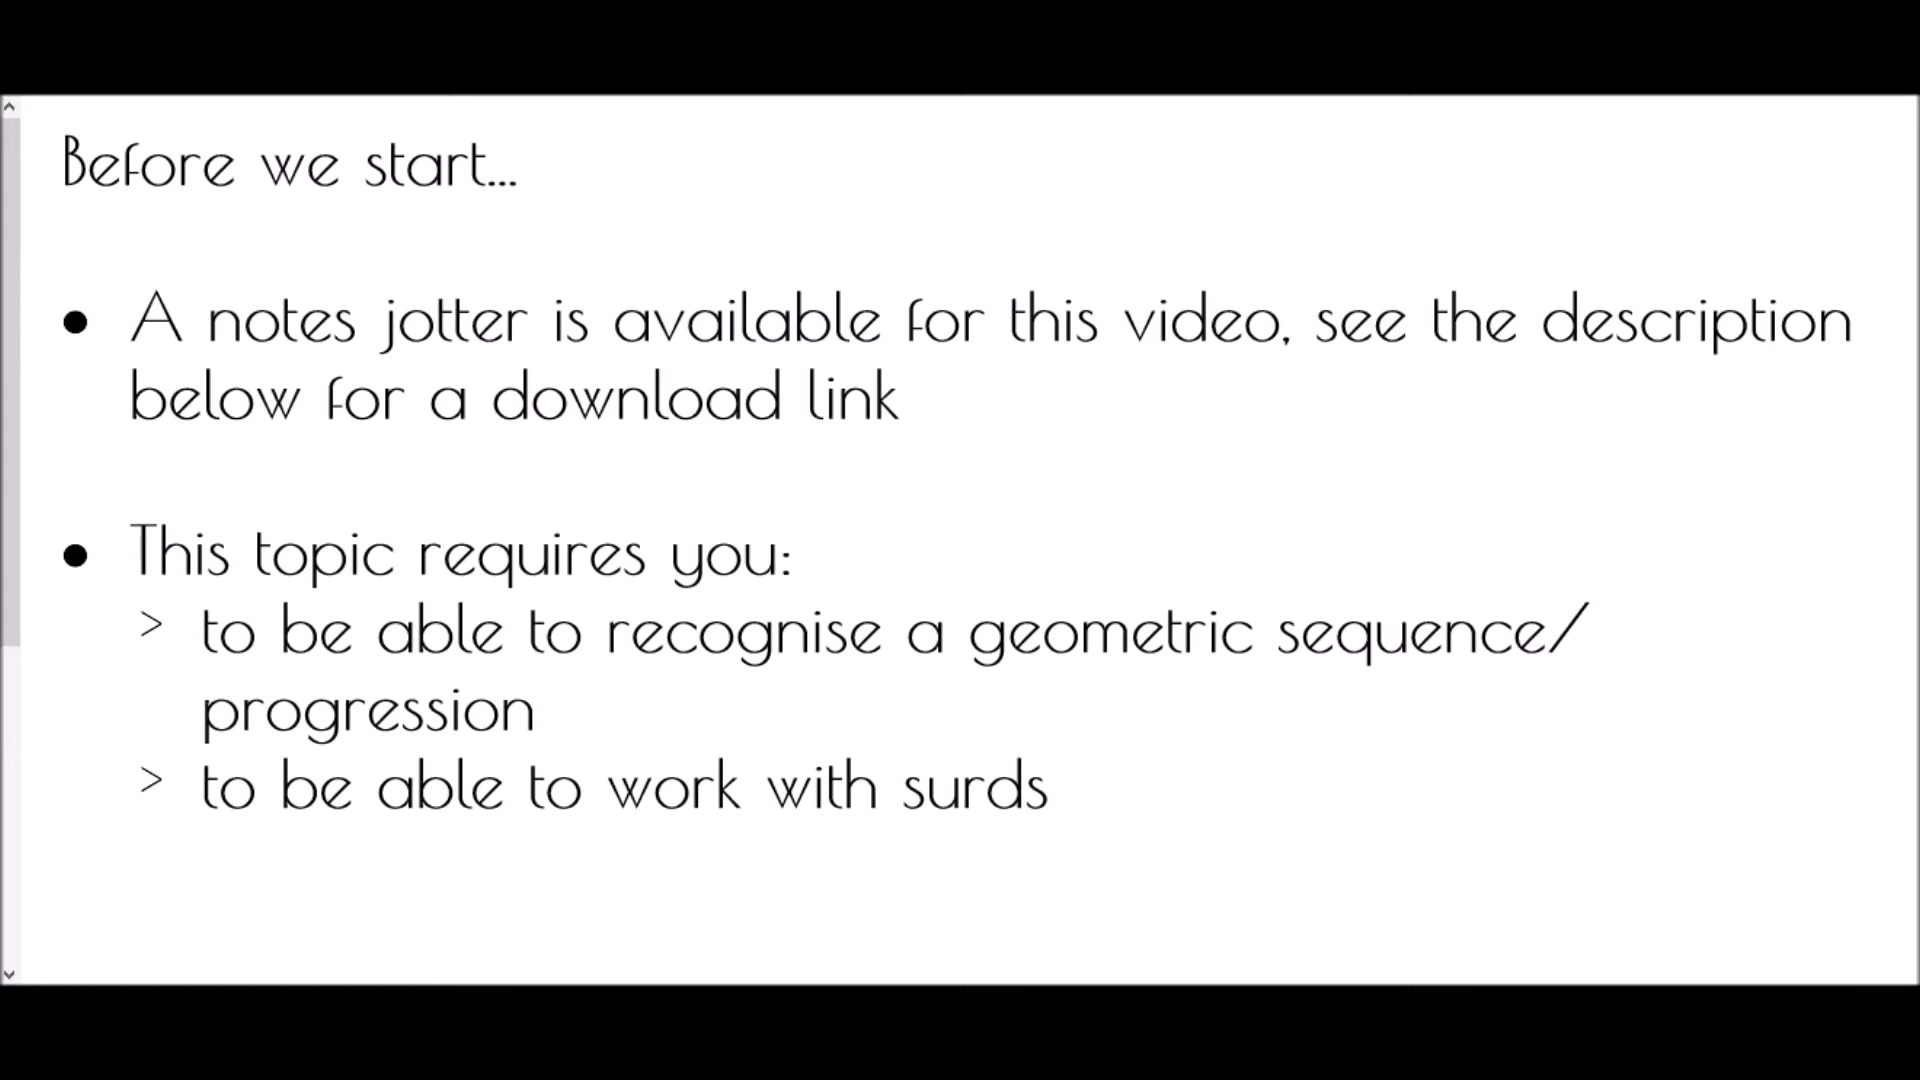 Before we start...
• A notes jotter is available for this video, see the description
below for a download link
• This topic requires you:
> to be able to recognise a geometric sequence/
progression
> to be able to work with surds